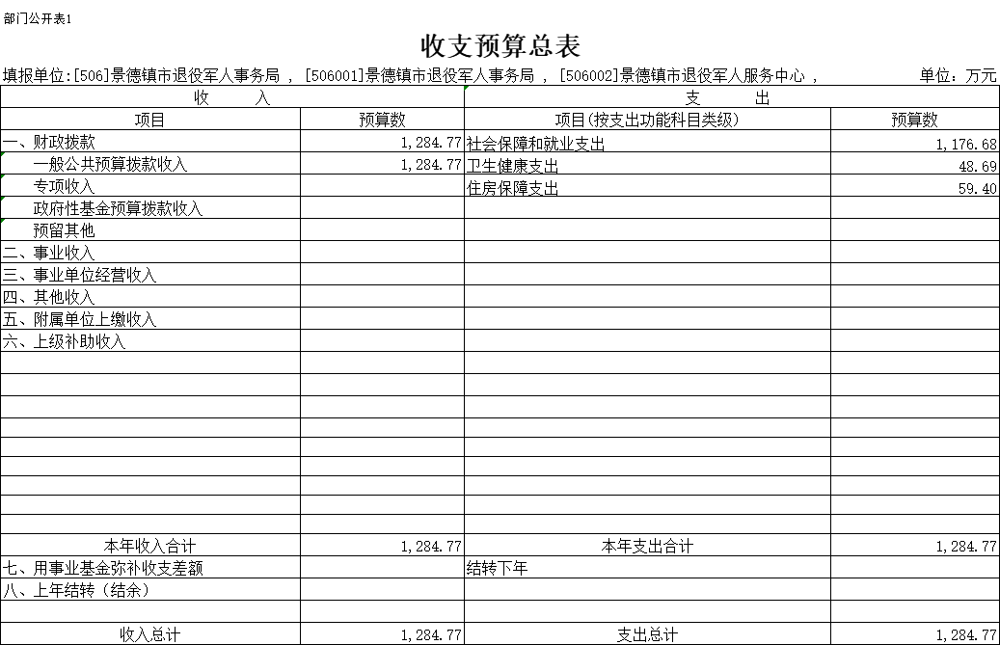 部门公开表1
收支预算总表
填报单位:[506]景德镇市退役军人事务局 , [506001]景德镇市退役军人事务局 , [506002]景德镇市退役军人服务中心 , 单位：万元
收 入 支 出
项目 预算数 项目(按支出功能科目类级) 预算数
一、财政拨款 1,284.77 社会保障和就业支出 1,176.68
一般公共预算拨款收入 1,284.77 卫生健康支出 48.69
专项收入 住房保障支出 59.40
政府性基金预算拨款收入
预留其他
二、事业收入
三、事业单位经营收入
四、其他收入
五、附属单位上缴收入
六、上级补助收入
本年收入合计 1,284.77 本年支出合计 1,284.77
七、用事业基金弥补收支差额 结转下年
八、上年结转（结余）
收入总计 1,284.77 支出总计 1,284.77